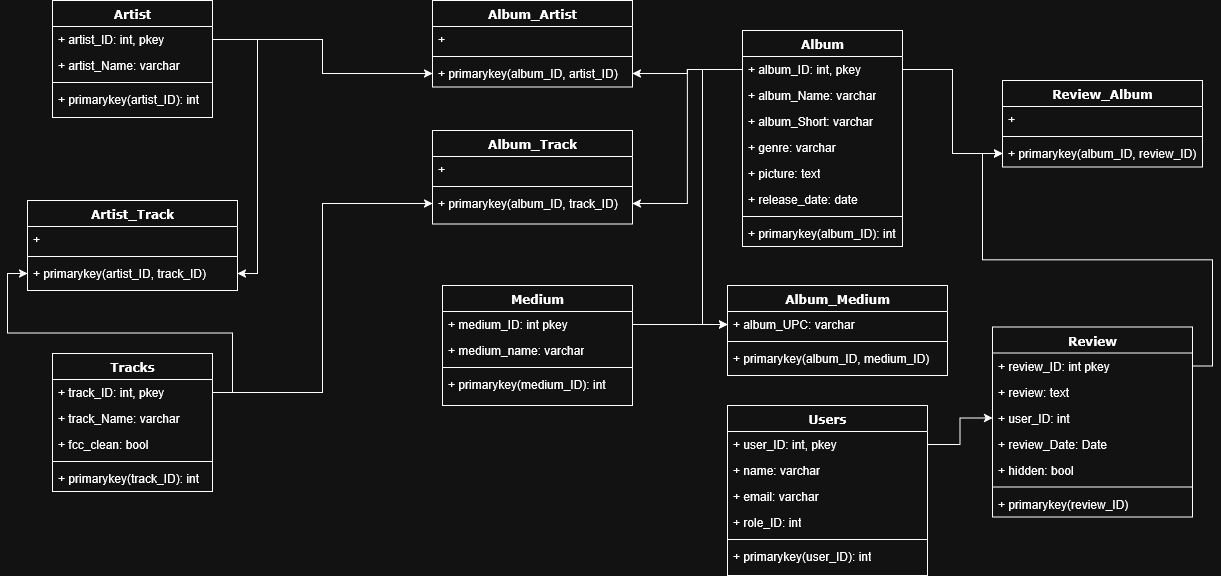 Artist
+ artist_ID: int, pkey
+ artist_Name: varchar
+ primarykey(artist_ID): int
Album_Artist
+
+ primarykey(album_ID, artist_ID)
Album
+ album_ID: int, pkey
+ album_Name: varchar
+ album_Short: varchar
+ genre: varchar
+ picture: text
+ release_date: date
+ primarykey(album_ID): int
Review_Album
+
+ primarykey(album_ID, review_ID)
Album_Track
+
+ primarykey(album_ID, track_ID)
Artist_Track
+
+ primarykey(artist_ID, track_ID)
Medium
+ medium_ID: int pkey
+ medium_name: varchar
+ primarykey(medium_ID): int
Album_Medium
+ album_UPC: varchar
+ primarykey(album_ID, medium_ID)
Review
+ review_ID: int pkey
+ review: text
+ user_ID: int
+ review_Date: Date
+ hidden: bool
+ primarykey(review_ID)
Tracks
+ track_ID: int, pkey
+ track_Name: varchar
+ fcc_clean: bool
+ primarykey(track_ID): int
Users
+ user_ID: int, pkey
+ name: varchar
+ email: varchar
+ role_ID: int
+ primarykey(user_ID): int